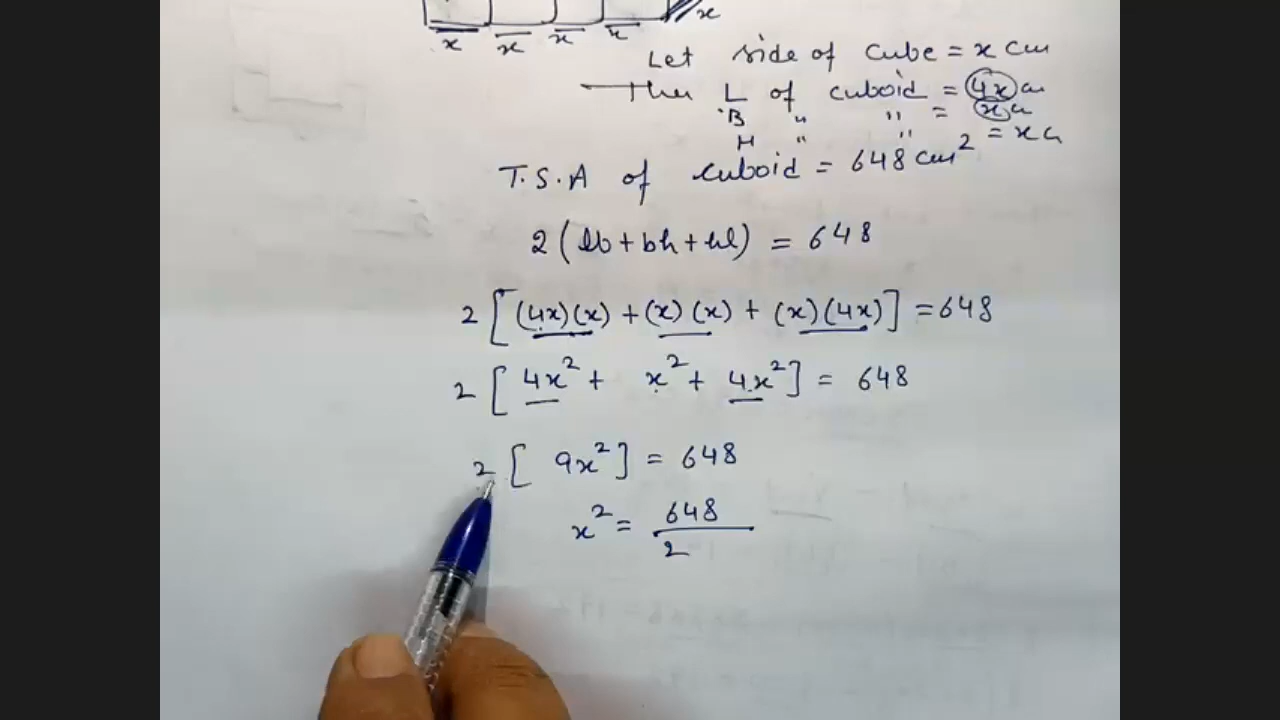 x x x x x
Let side of cube = x cm
Then L of cuboid = 4x cm
B " " = x cm
H " " = x cm
T.S.A of cuboid = 648 cm²
2 (lb + bh + hl) = 648
2 [ (4x)(x) + (x)(x) + (x)(4x) ] = 648
2 [ 4x² + x² + 4x² ] = 648
2 [ 9x² ] = 648
x² = 648
2